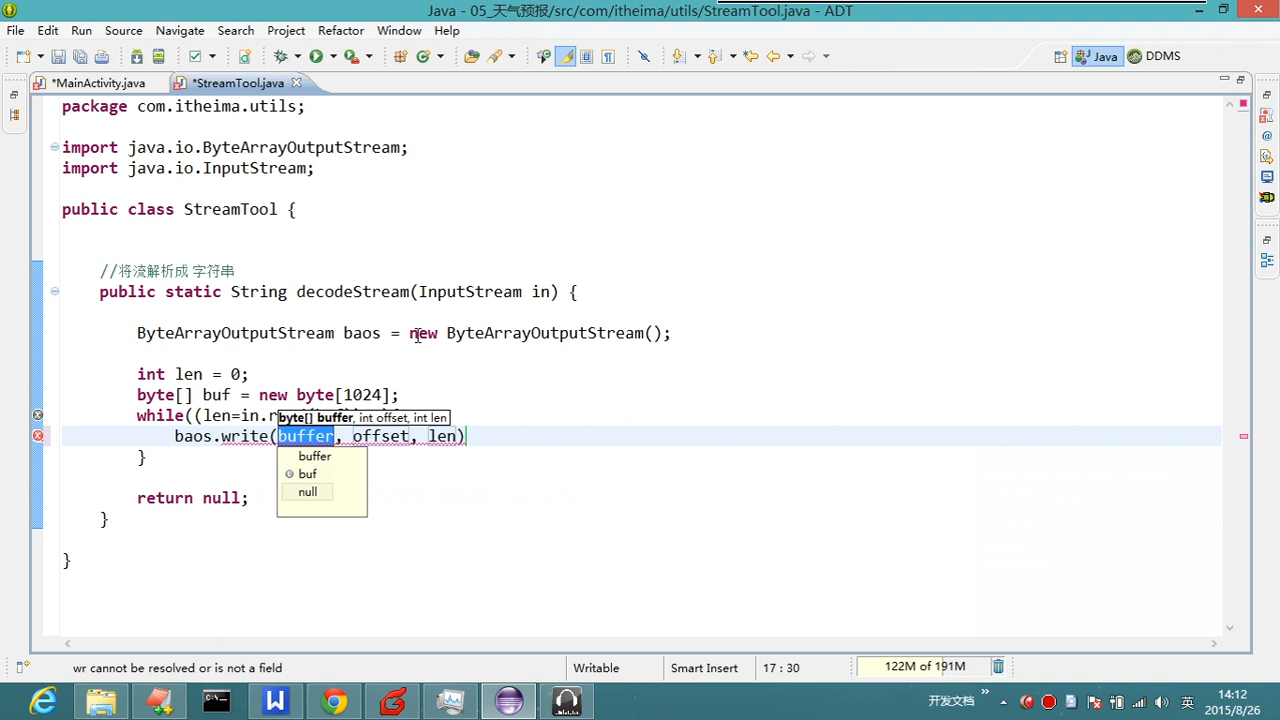 Java - 05_天气预报/src/com/itheima/utils/StreamTool.java - ADT
File Edit Run Source Navigate Search Project Refactor Window Help
Java DDMS
*MainActivity.java *StreamTool.java
package com.itheima.utils;
import java.io.ByteArrayOutputStream;
import java.io.InputStream;
public class StreamTool {
//将流解析成 字符串
public static String decodeStream(InputStream in) {
ByteArrayOutputStream baos = new ByteArrayOutputStream();
int len = 0;
byte[] buf = new byte[1024];
while((len=in.r
byte[] buffer, int offset, int len
baos.write(buffer, offset, len)
buffer
buf
null
}
return null;
}
}
wr cannot be resolved or is not a field Writable Smart Insert 17 : 30 122M of 191M
开发文档 » 英 14:12
2015/8/26